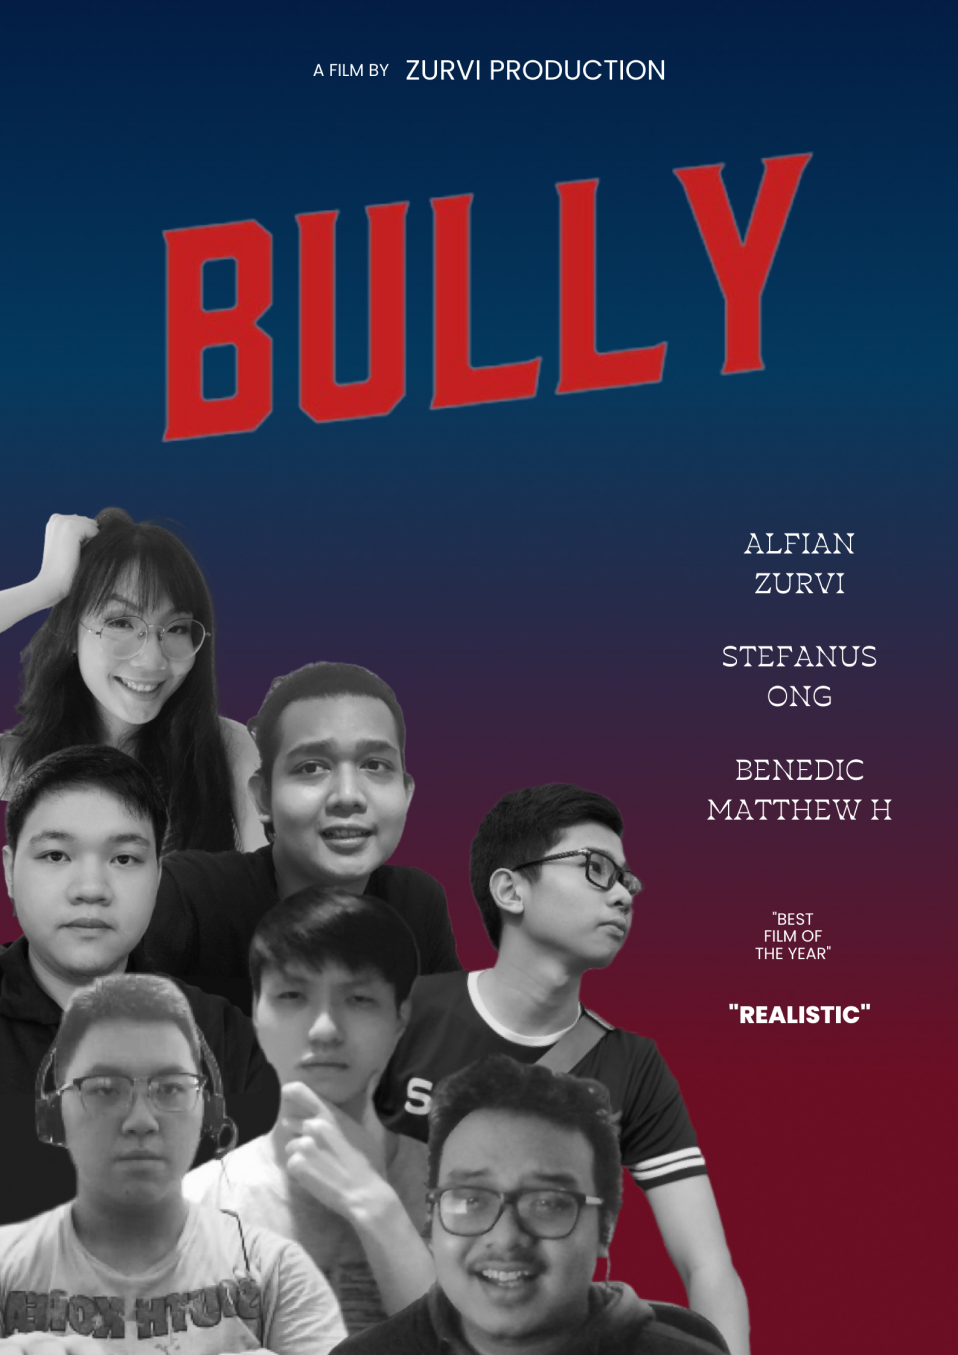 A FILM BY ZURVI PRODUCTION
BULLY
ALFIAN
ZURVI
STEFANUS
ONG
BENEDIC
MATTHEW H
"BEST
FILM OF
THE YEAR"
"REALISTIC"
S